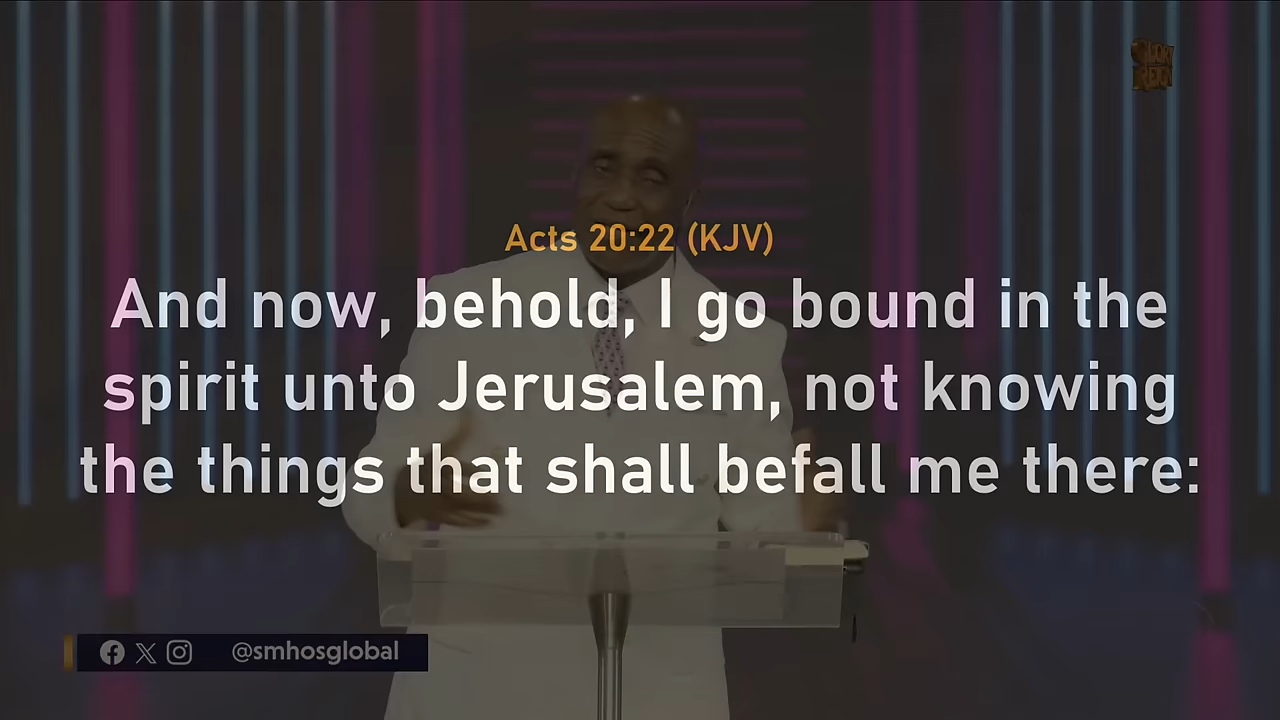 Acts 20:22 (KJV)
And now, behold, I go bound in the
spirit unto Jerusalem, not knowing
the things that shall befall me there:
@smhosglobal